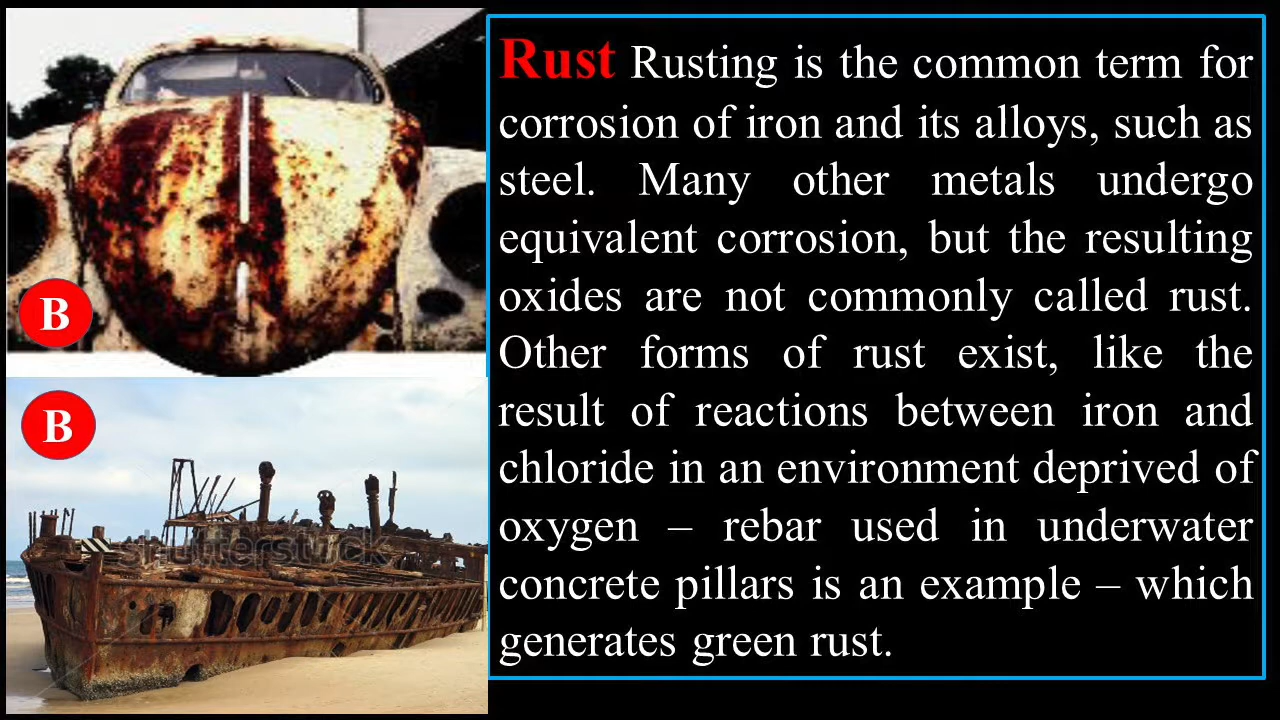 B
B
shutterstock
Rust Rusting is the common term for
corrosion of iron and its alloys, such as
steel. Many other metals undergo
equivalent corrosion, but the resulting
oxides are not commonly called rust.
Other forms of rust exist, like the
result of reactions between iron and
chloride in an environment deprived of
oxygen – rebar used in underwater
concrete pillars is an example – which
generates green rust.